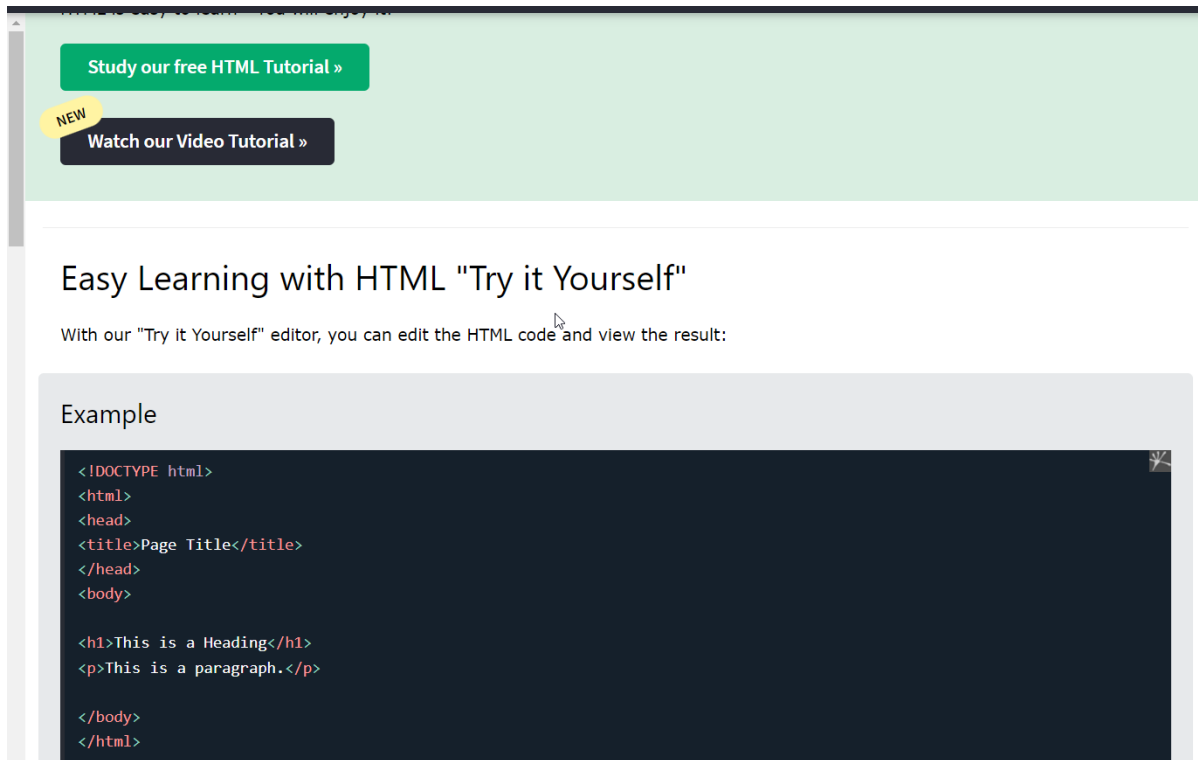 Study our free HTML Tutorial »
NEW
Watch our Video Tutorial »
Easy Learning with HTML "Try it Yourself"
With our "Try it Yourself" editor, you can edit the HTML code and view the result:
Example
<!DOCTYPE html>
<html>
<head>
<title>Page Title</title>
</head>
<body>
<h1>This is a Heading</h1>
<p>This is a paragraph.</p>
</body>
</html>